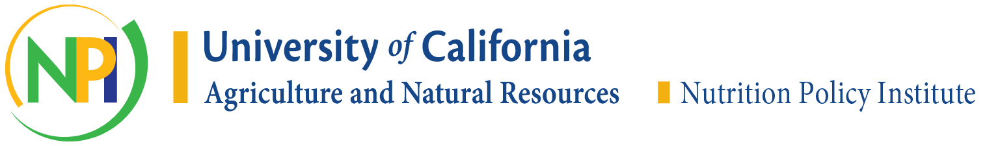 NPI
University of California
Agriculture and Natural Resources
Nutrition Policy Institute